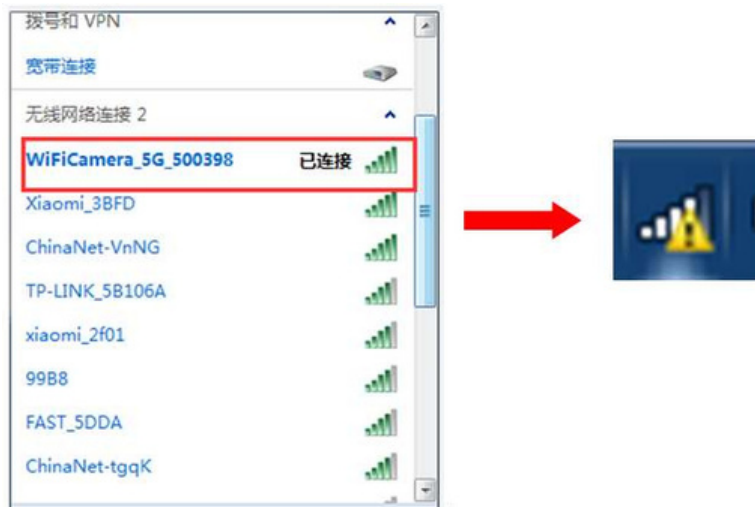 拨号和 VPN
宽带连接
无线网络连接 2
WiFiCamera_5G_500398 已连接
Xiaomi_3BFD
ChinaNet-VnNG
TP-LINK_5B106A
xiaomi_2f01
99B8
FAST_5DDA
ChinaNet-tgqK